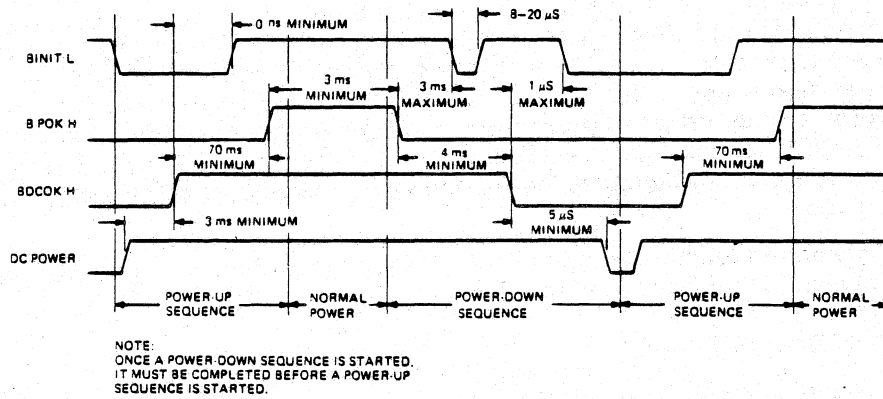 0 ns MINIMUM
8–20 µS
BINIT L
3 ms
MINIMUM
3 ms
MAXIMUM
1 µS
MAXIMUM
B POK H
70 ms
MINIMUM
4 ms
MINIMUM
70 ms
MINIMUM
BDCOK H
3 ms MINIMUM
5 µS
MINIMUM
DC POWER
POWER-UP
SEQUENCE
NORMAL
POWER
POWER-DOWN
SEQUENCE
POWER-UP
SEQUENCE
NORMAL
POWER
NOTE:
ONCE A POWER-DOWN SEQUENCE IS STARTED,
IT MUST BE COMPLETED BEFORE A POWER-UP
SEQUENCE IS STARTED.